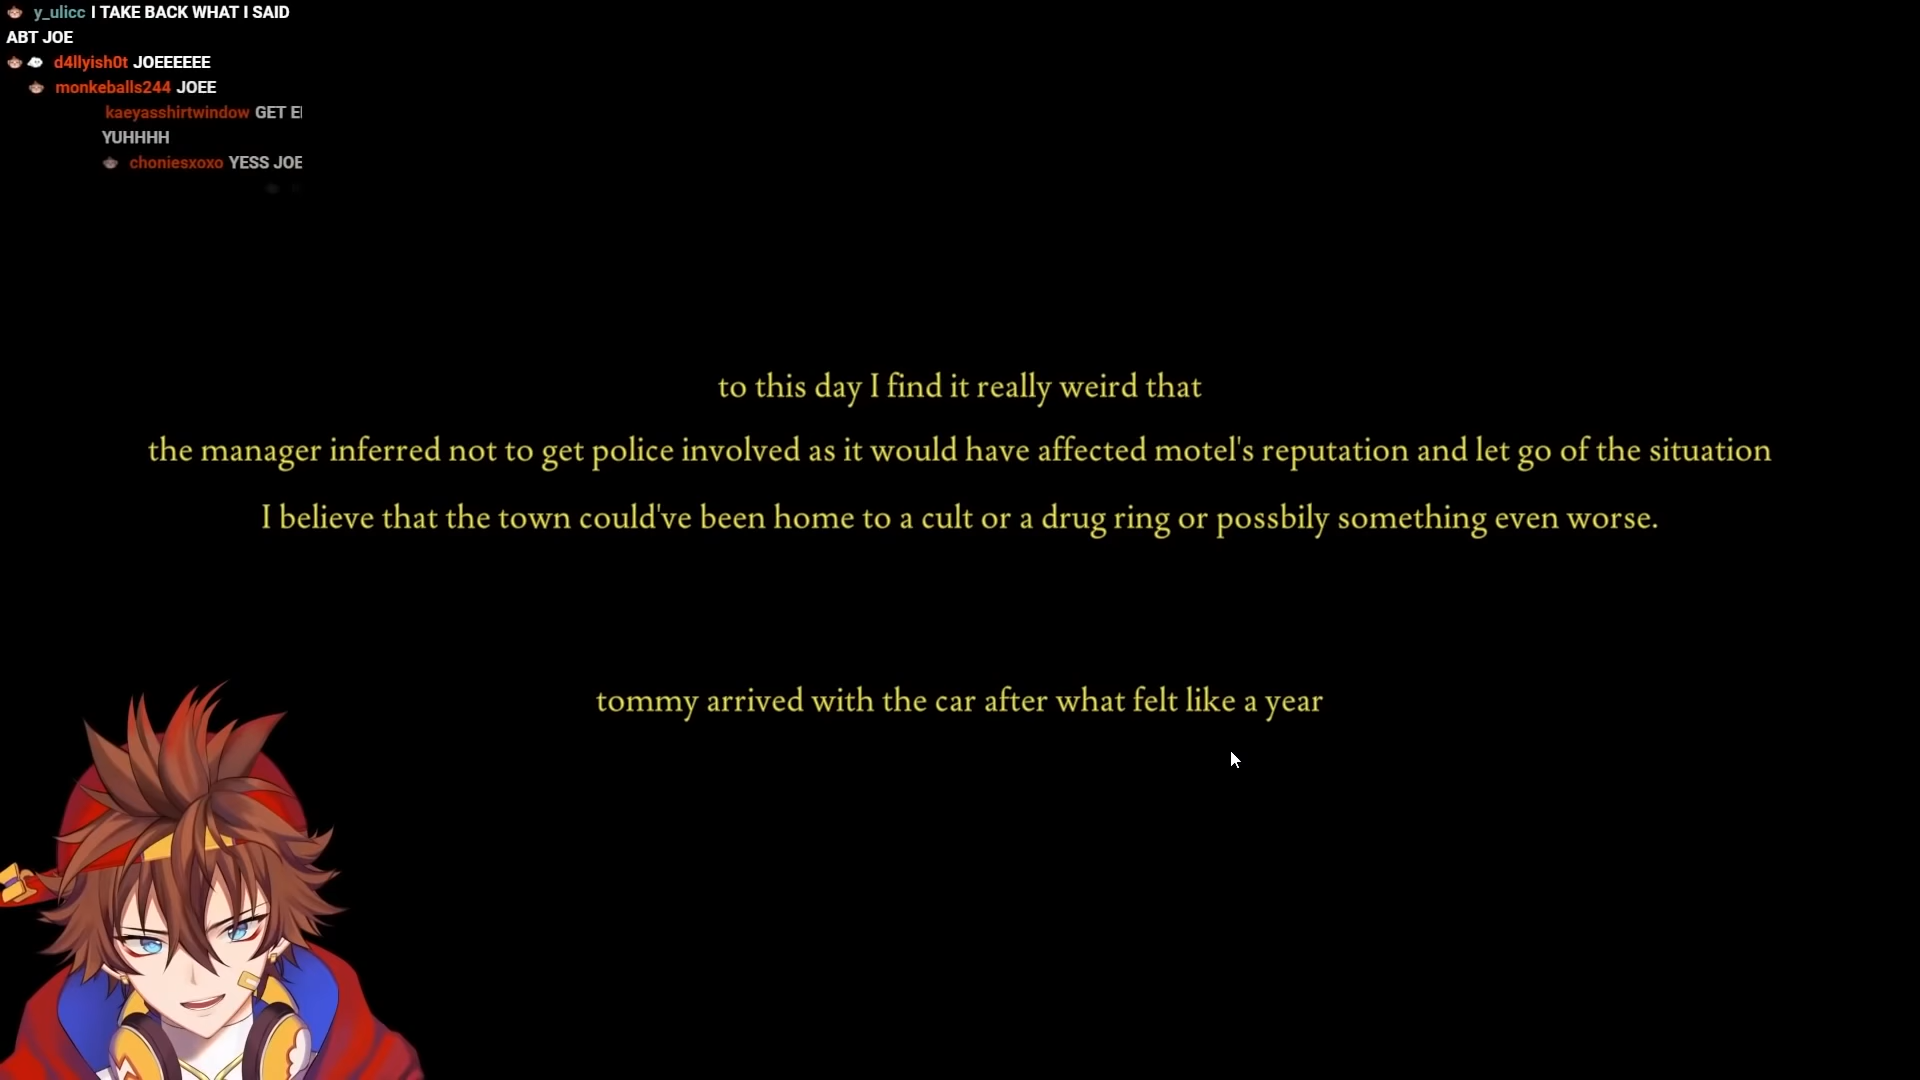 y_ulicc I TAKE BACK WHAT I SAID
ABT JOE
d4llyish0t JOEEEEEE
monkeballs244 JOEE
kaeyasshirtwindow GET
YUHHHH
choniesxoxo YESS JOE
to this day I find it really weird that
the manager inferred not to get police involved as it would have affected motel's reputation and let go of the situation
I believe that the town could've been home to a cult or a drug ring or possbily something even worse.
tommy arrived with the car after what felt like a year